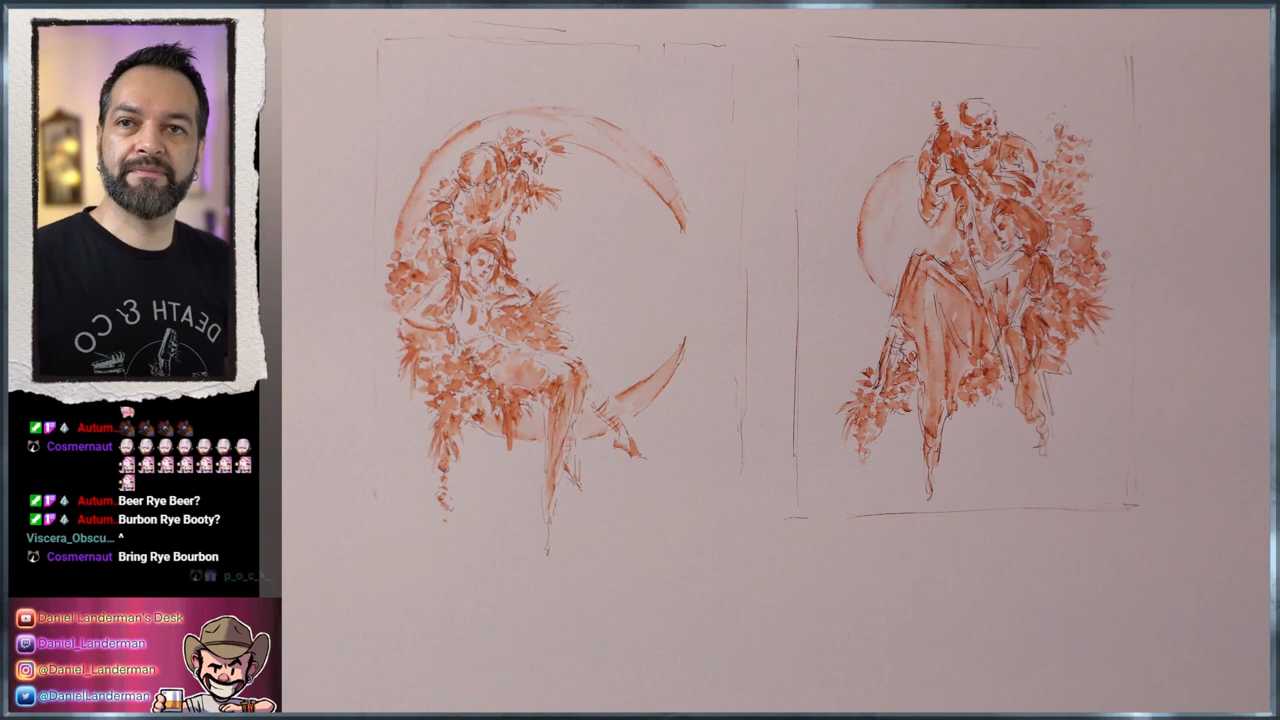 DEATH & CO
Autum...
Cosmernaut
Autum... Beer Rye Beer?
Autum... Burbon Rye Booty?
Viscera_Obscu... ^
Cosmernaut Bring Rye Bourbon
p_o_c_k_
Daniel Landerman's Desk
Daniel_Landerman
@Daniel_Landerman
@DanielLanderman